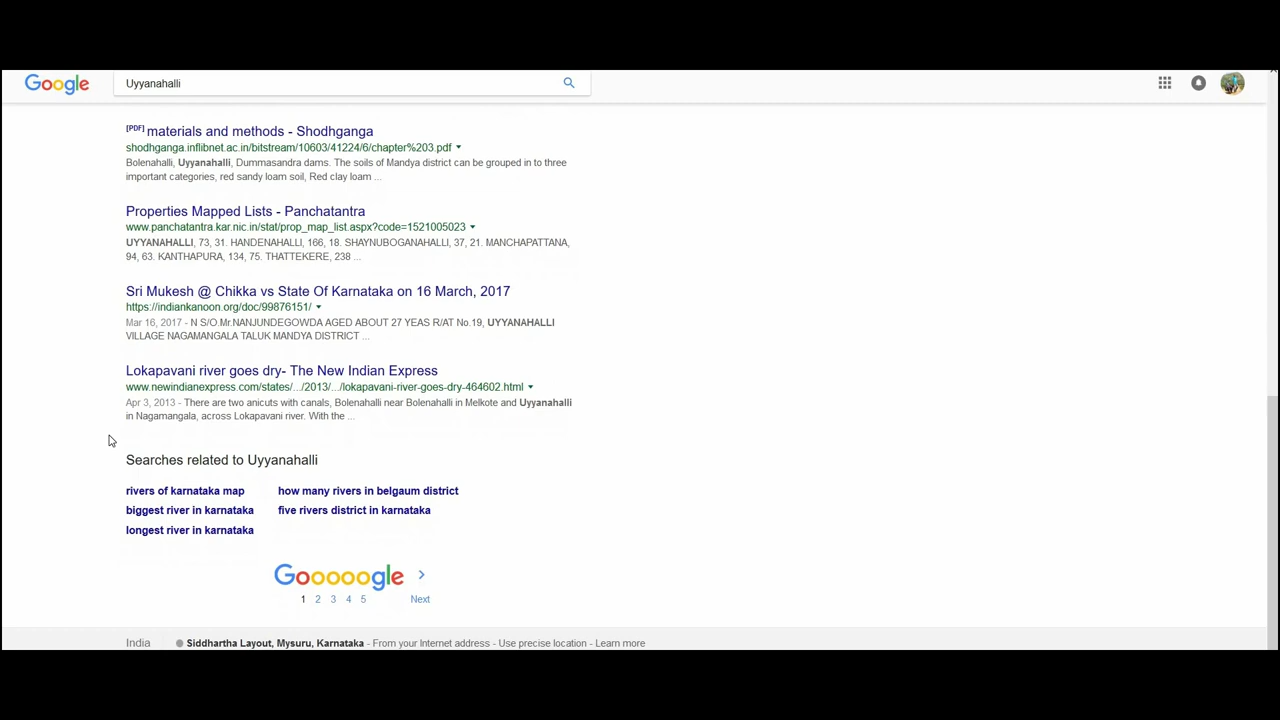 Google Uyyanahalli
[PDF] materials and methods - Shodhganga
shodhganga.inflibnet.ac.in/bitstream/10603/41224/6/chapter%203.pdf
Bolenahalli, Uyyanahalli, Dummasandra dams. The soils of Mandya district can be grouped in to three
important categories, red sandy loam soil, Red clay loam ...
Properties Mapped Lists - Panchatantra
www.panchatantra.kar.nic.in/stat/prop_map_list.aspx?code=1521005023
UYYANAHALLI, 73, 31. HANDENAHALLI, 166, 18. SHAYNUBOGANAHALLI, 37, 21. MANCHAPATTANA,
94, 63. KANTHAPURA, 134, 75. THATTEKERE, 238 ...
Sri Mukesh @ Chikka vs State Of Karnataka on 16 March, 2017
https://indiankanoon.org/doc/99876151/
Mar 16, 2017 - N S/O.Mr.NANJUNDEGOWDA AGED ABOUT 27 YEAS R/AT No.19, UYYANAHALLI
VILLAGE NAGAMANGALA TALUK MANDYA DISTRICT ...
Lokapavani river goes dry- The New Indian Express
www.newindianexpress.com/states/.../2013/.../lokapavani-river-goes-dry-464602.html
Apr 3, 2013 - There are two anicuts with canals, Bolenahalli near Bolenahalli in Melkote and Uyyanahalli
in Nagamangala, across Lokapavani river. With the ...
Searches related to Uyyanahalli
rivers of karnataka map how many rivers in belgaum district
biggest river in karnataka five rivers district in karnataka
longest river in karnataka
Gooooogle >
1 2 3 4 5 Next
India Siddhartha Layout, Mysuru, Karnataka - From your Internet address - Use precise location - Learn more